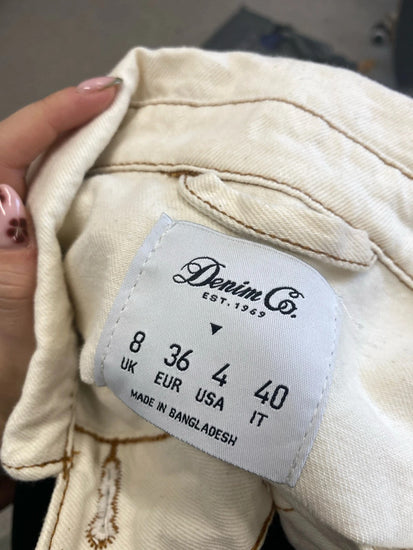 Denim Co.
EST. 1969
8 36 4 40
UK EUR USA IT
MADE IN BANGLADESH